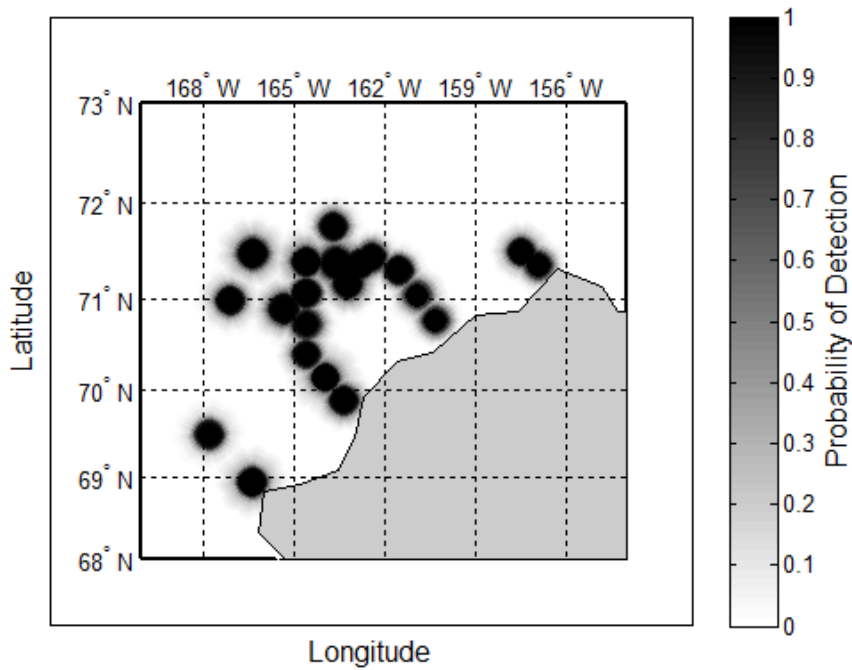 168° W 165° W 162° W 159° W 156° W
73° N
72° N
71° N
70° N
69° N
68° N
Latitude
Longitude
1
0.9
0.8
0.7
0.6
0.5
0.4
0.3
0.2
0.1
0
Probability of Detection